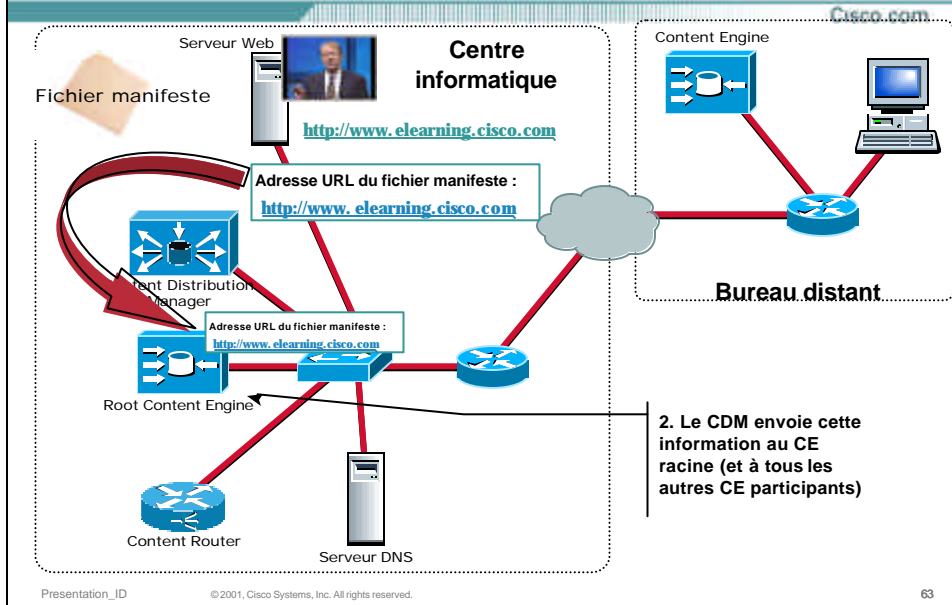 Cisco.com
Serveur Web
Centre
informatique
Content Engine
Fichier manifeste
http://www. elearning.cisco.com
Adresse URL du fichier manifeste :
http://www. elearning.cisco.com
Distribution
Manager
Bureau distant
Adresse URL du fichier manifeste :
http://www. elearning.cisco.com
Root Content Engine
2. Le CDM envoie cette
information au CE
racine (et à tous les
autres CE participants)
Content Router
Serveur DNS
Presentation_ID
© 2001, Cisco Systems, Inc. All rights reserved.
63